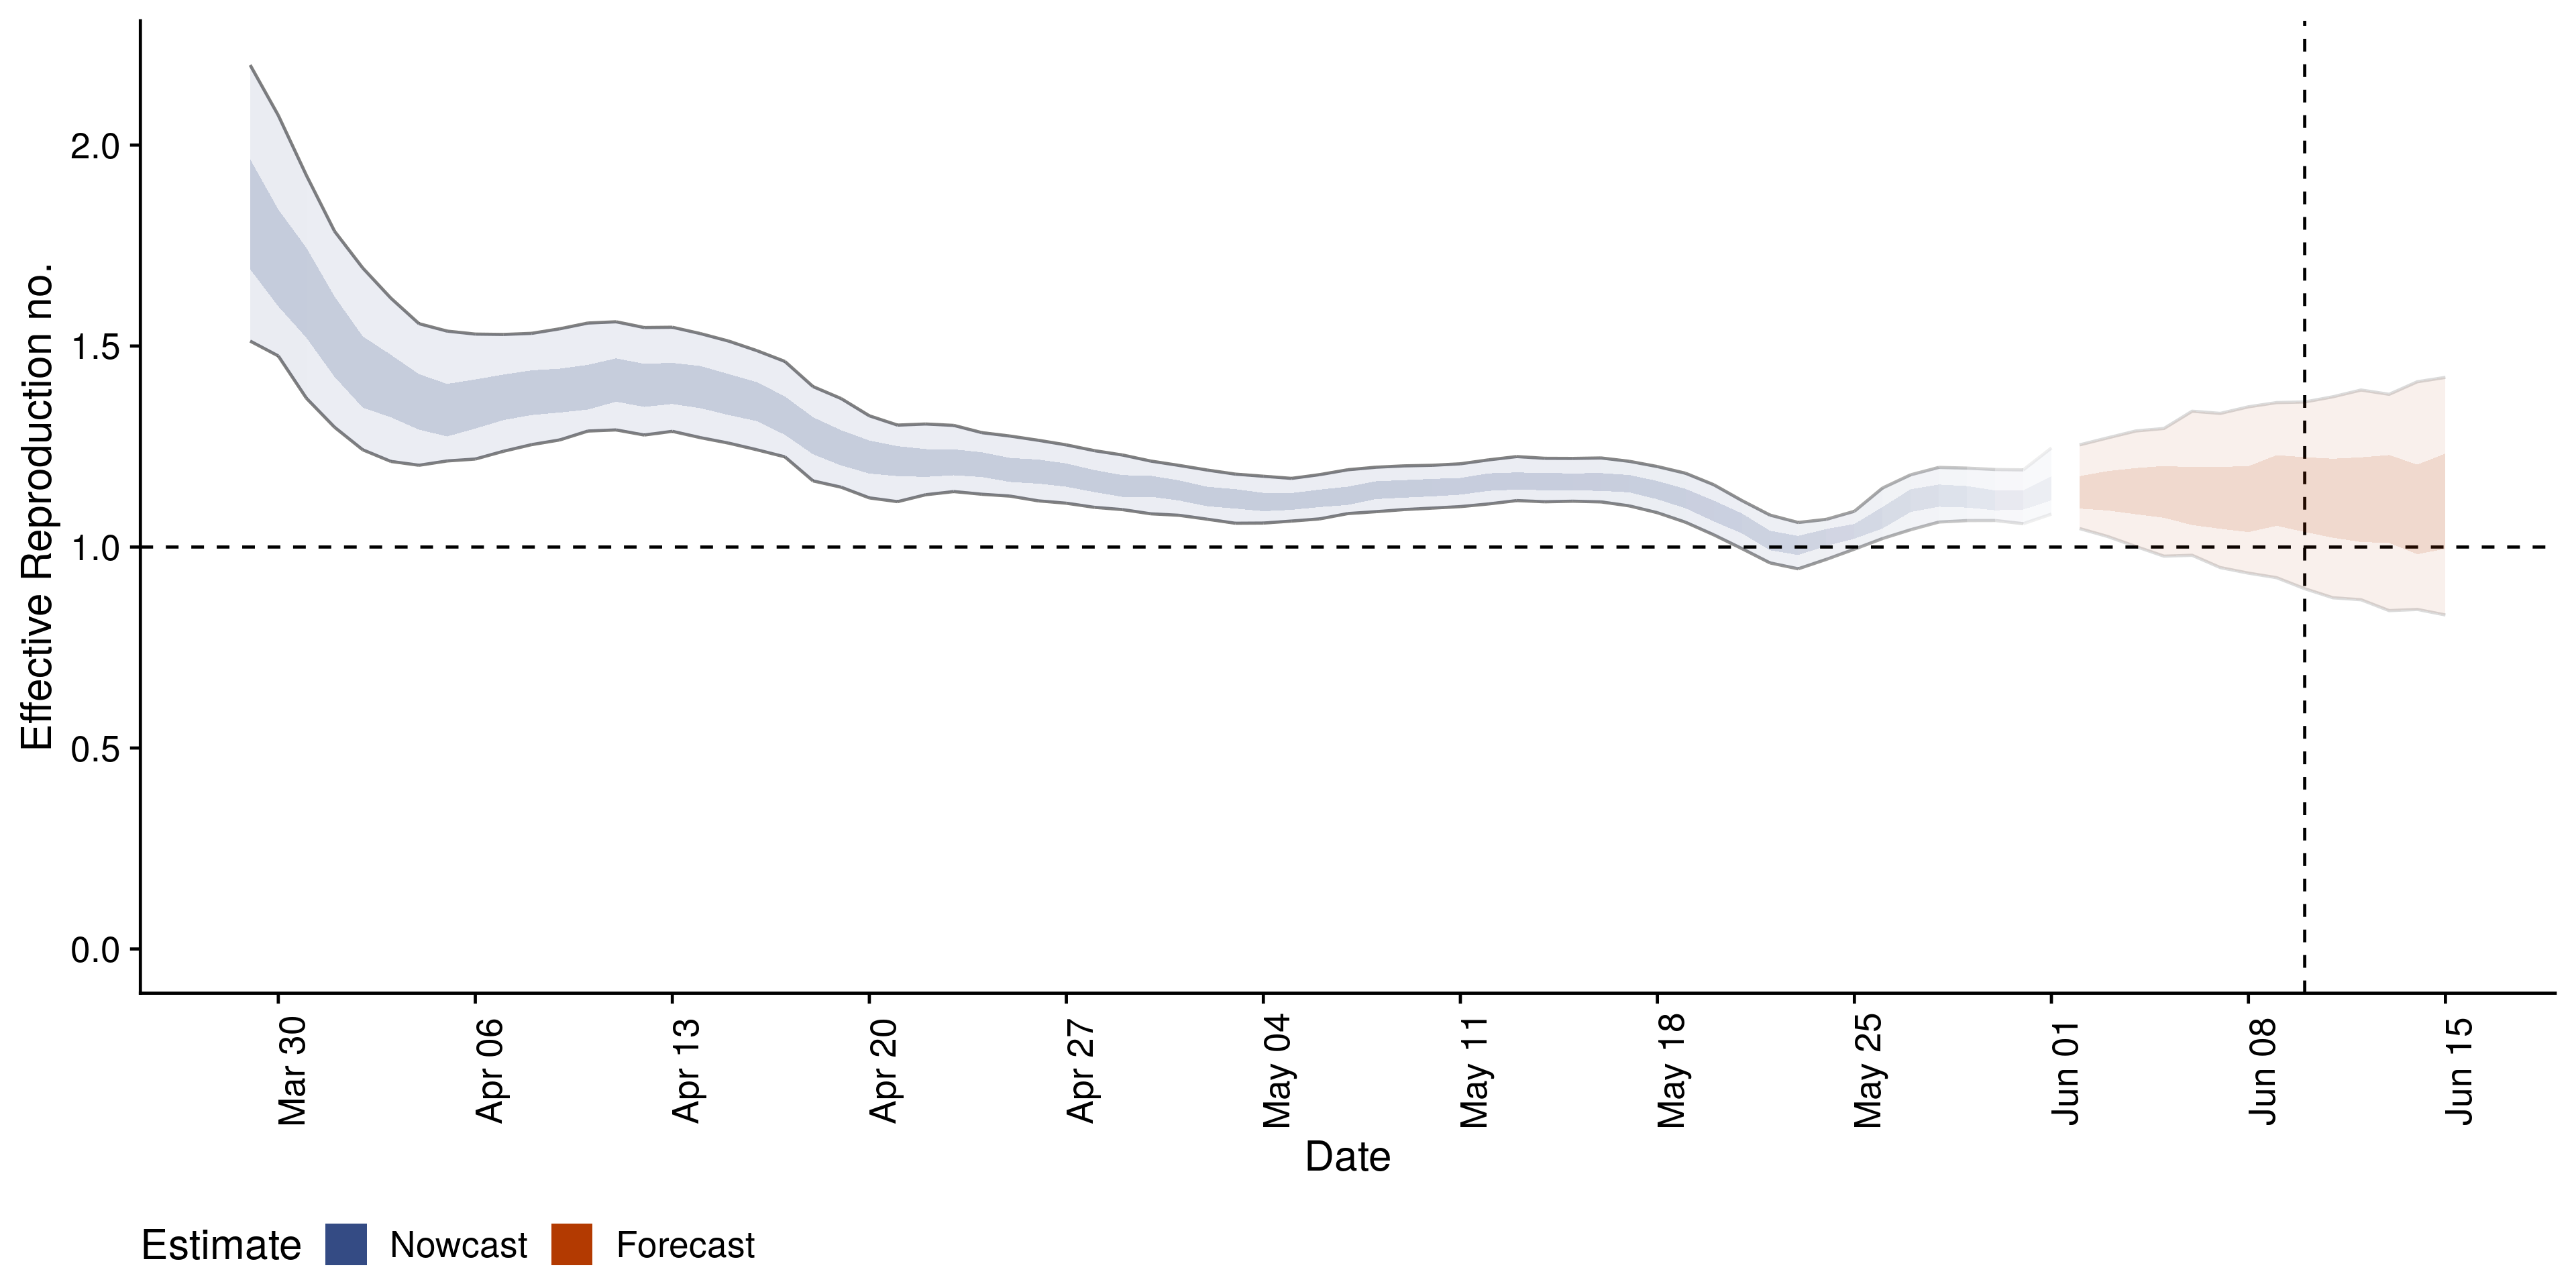 Effective Reproduction no.
2.0
1.5
1.0
0.5
0.0
Mar 30
Apr 06
Apr 13
Apr 20
Apr 27
May 04
May 11
May 18
May 25
Jun 01
Jun 08
Jun 15
Date
Estimate Nowcast Forecast